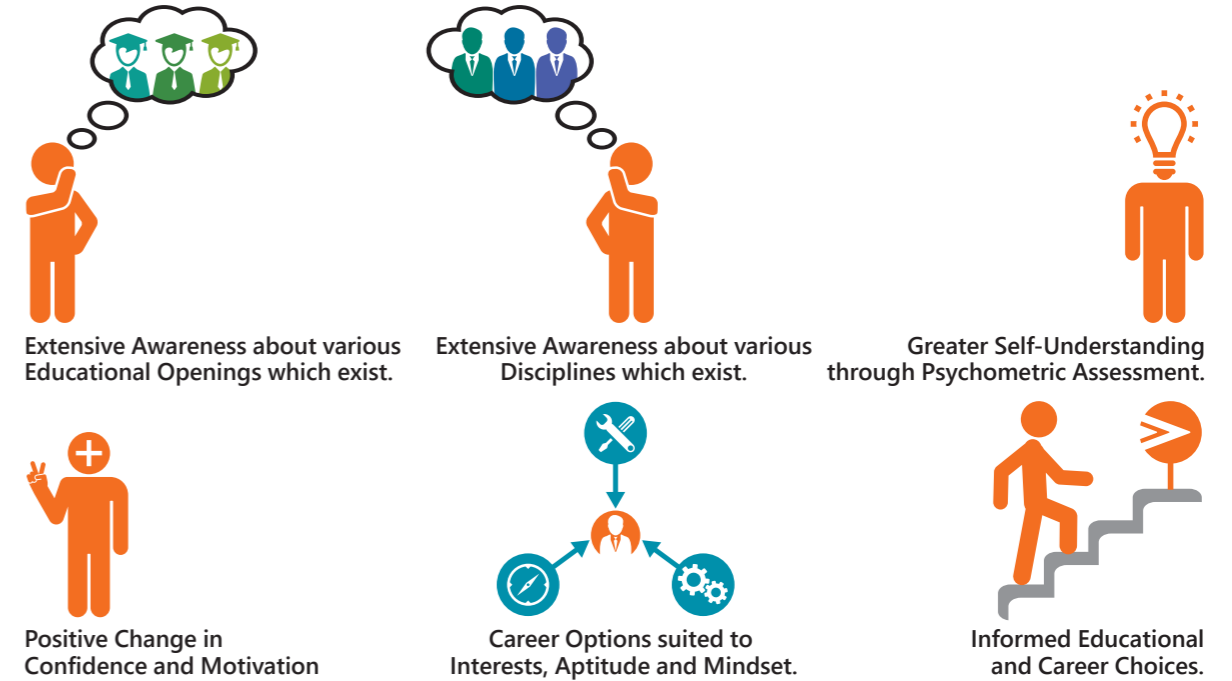 Extensive Awareness about various
Educational Openings which exist.
Extensive Awareness about various
Disciplines which exist.
Greater Self-Understanding
through Psychometric Assessment.
Positive Change in
Confidence and Motivation
Career Options suited to
Interests, Aptitude and Mindset.
Informed Educational
and Career Choices.